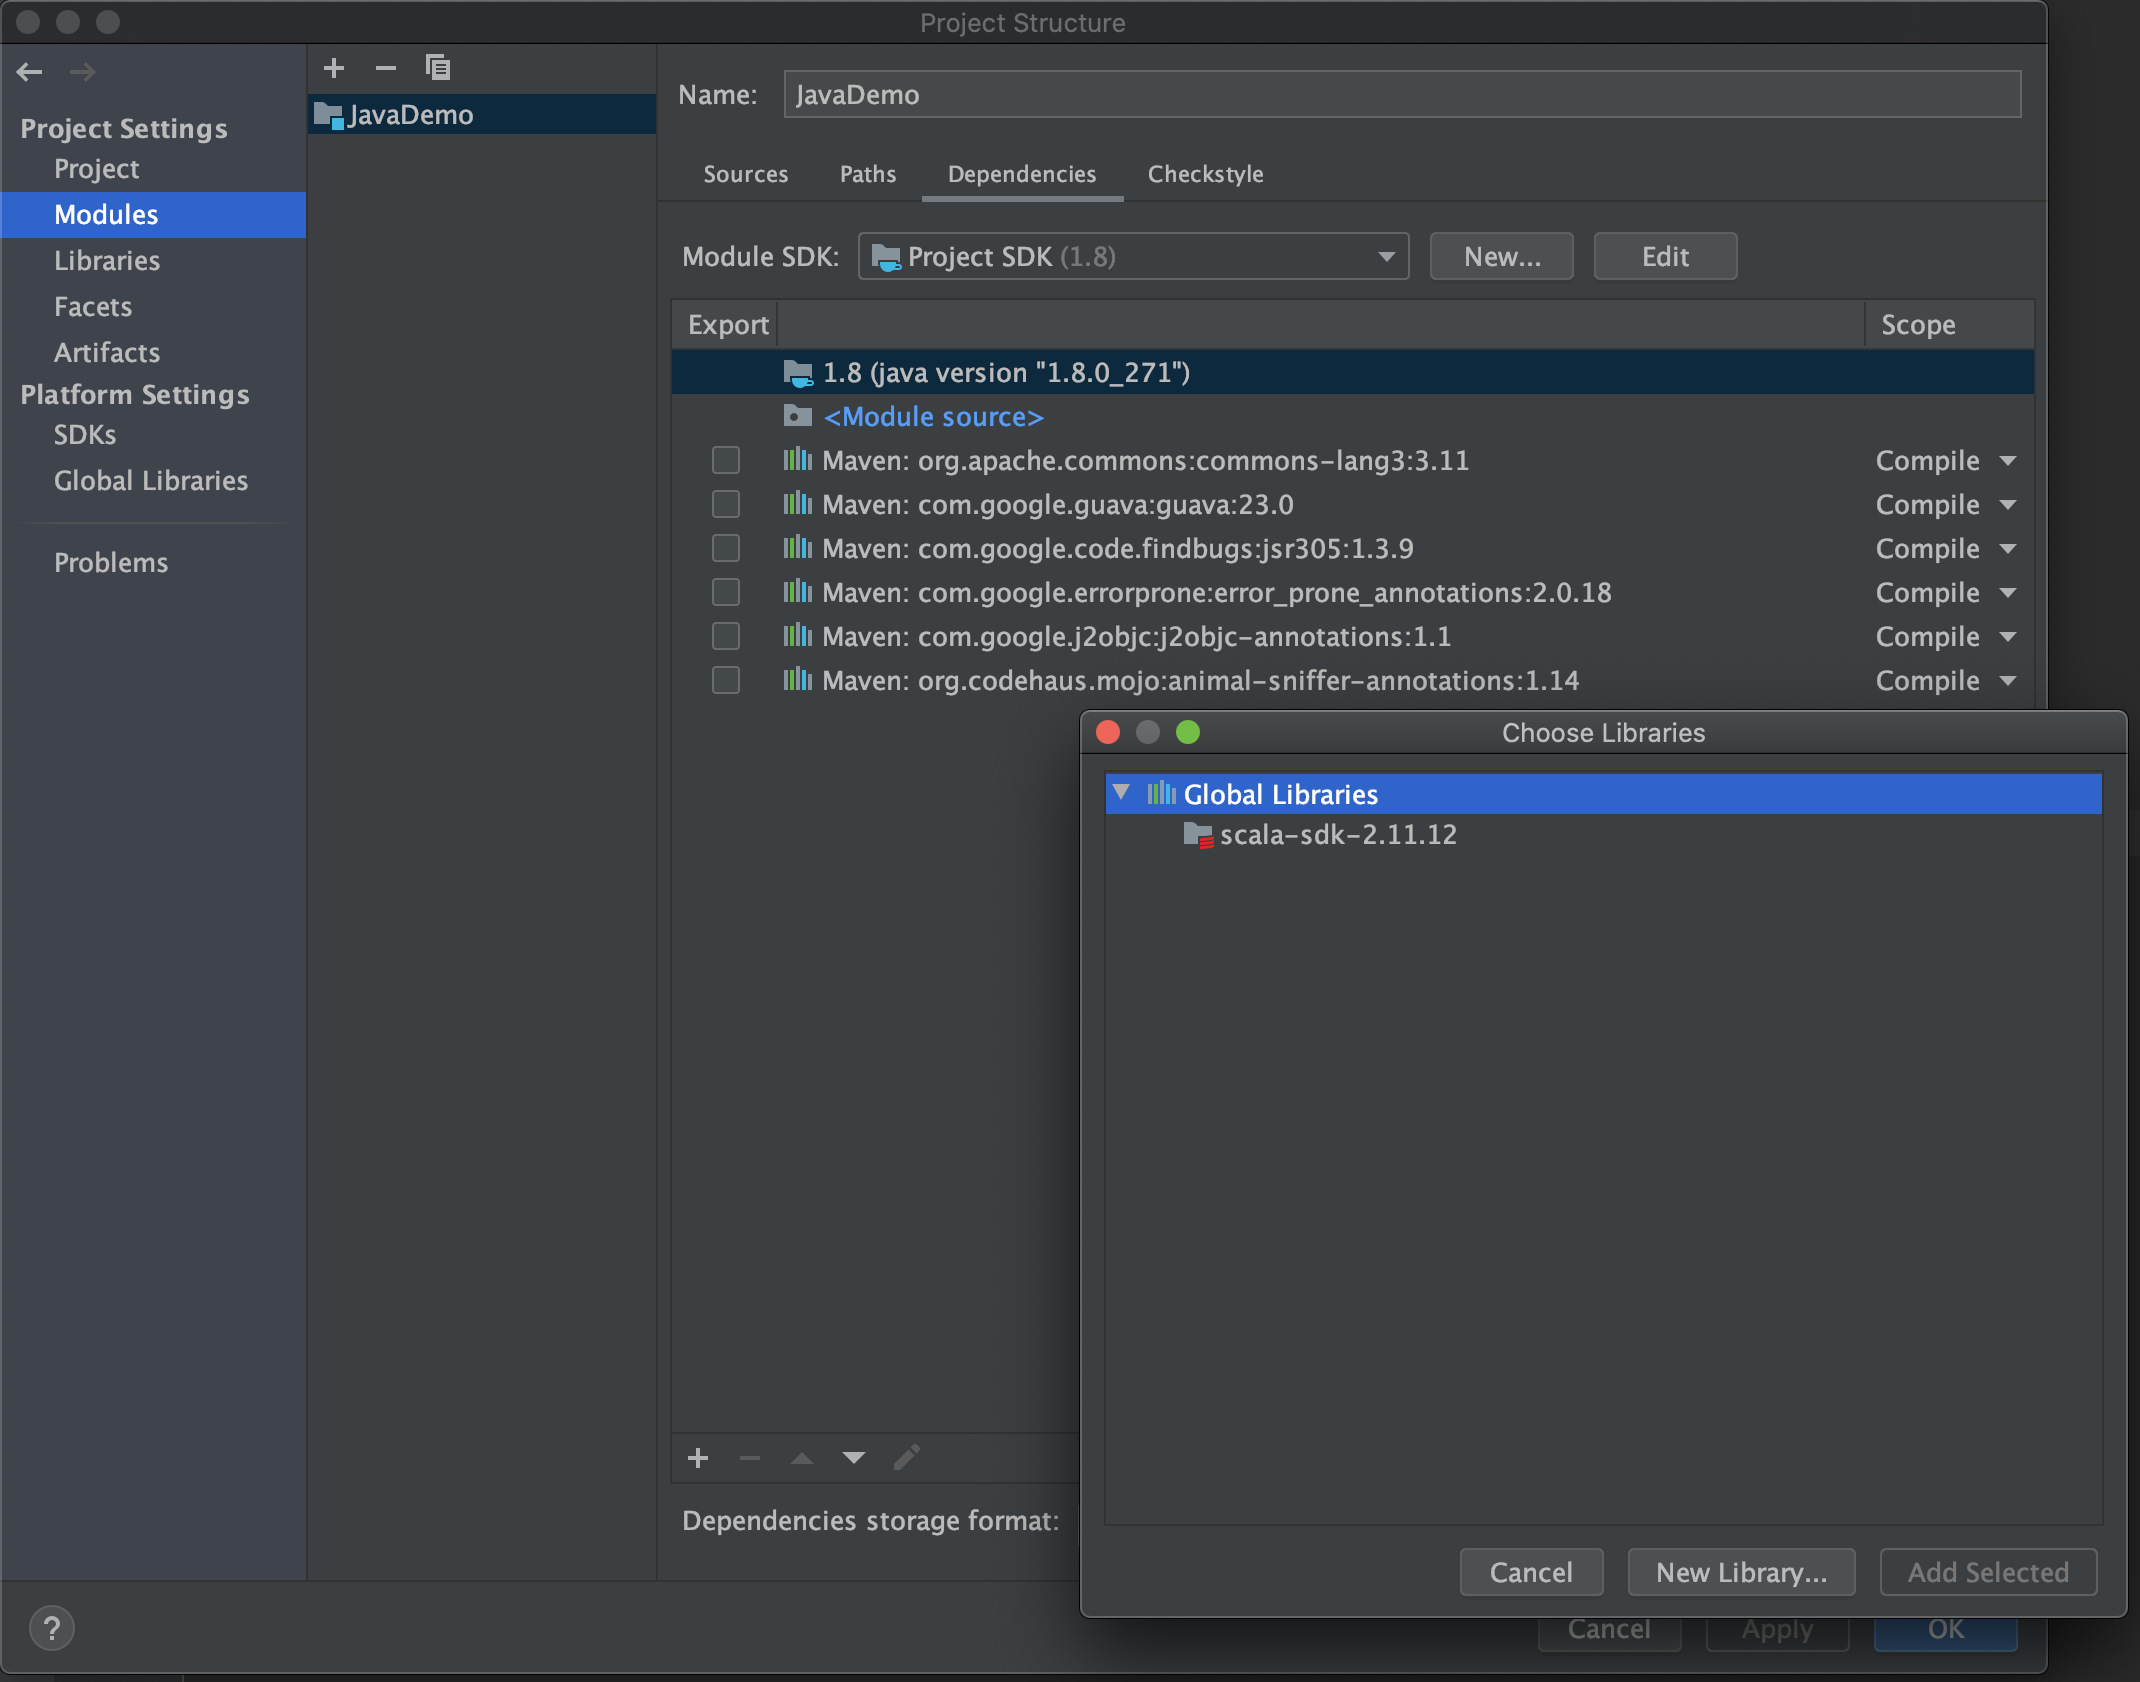 Project Structure
Project Settings
Project
Modules
Libraries
Facets
Artifacts
Platform Settings
SDKs
Global Libraries
Problems
JavaDemo
Name: JavaDemo
Sources Paths Dependencies Checkstyle
Module SDK: Project SDK (1.8) New... Edit
Export Scope
1.8 (java version "1.8.0_271")
<Module source>
Maven: org.apache.commons:commons-lang3:3.11 Compile
Maven: com.google.guava:guava:23.0 Compile
Maven: com.google.code.findbugs:jsr305:1.3.9 Compile
Maven: com.google.errorprone:error_prone_annotations:2.0.18 Compile
Maven: com.google.j2objc:j2objc-annotations:1.1 Compile
Maven: org.codehaus.mojo:animal-sniffer-annotations:1.14 Compile
Choose Libraries
Global Libraries
scala-sdk-2.11.12
Dependencies storage format:
Cancel New Library... Add Selected
? Cancel Apply OK